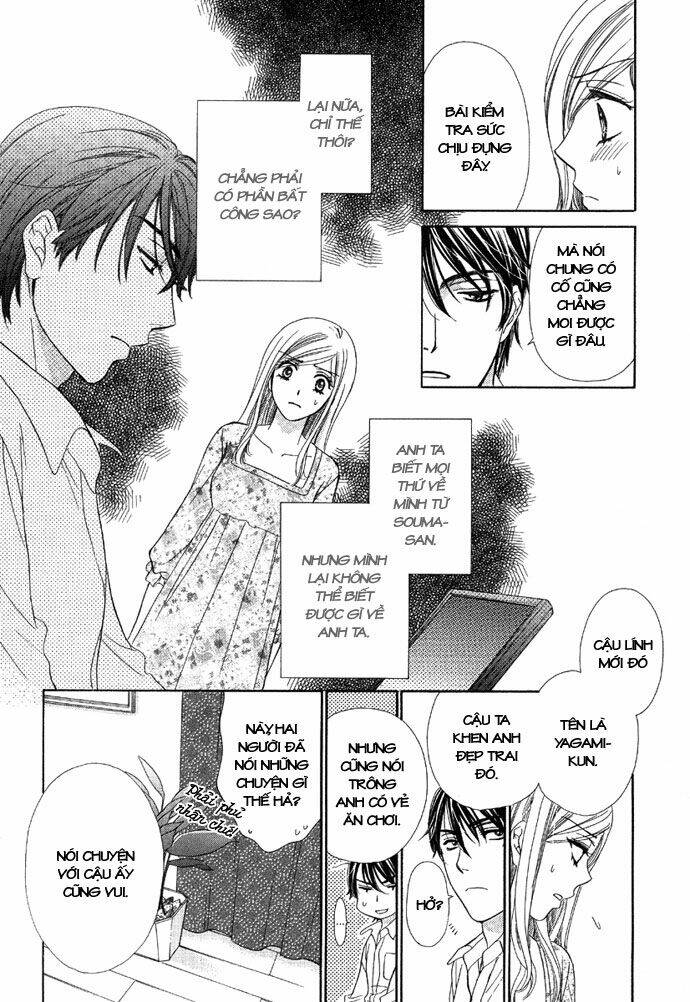 BÀI KIỂM
TRA SỨC
CHỊU ĐỰNG
ĐÂY.
MÀ NÓI
CHUNG CÓ
CỐ CŨNG
CHẲNG
MOI ĐƯỢC
GÌ ĐÂU.
LẠI NỮA,
CHỈ THẾ
THÔI?
CHẲNG PHẢI
CÓ PHẦN BẤT
CÔNG SAO?
ANH TA
BIẾT MỌI
THỨ VỀ
MÌNH TỪ
SOUMA-
SAN.
NHƯNG MÌNH
LẠI KHÔNG
THỂ BIẾT
ĐƯỢC GÌ VỀ
ANH TA.
CẬU LÍNH
MỚI ĐÓ
TÊN LÀ
YAGAMI-
KUN.
CẬU TA
KHEN ANH
ĐẸP TRAI
ĐÓ.
HỞ?
NHƯNG
CŨNG NÓI
TRÔNG
ANH CÓ VẺ
ĂN CHƠI.
......
NÀY, HAI
NGƯỜI ĐÃ
NÓI NHỮNG
CHUYỆN GÌ
THẾ HẢ?
Phải phủ
nhận chứ!
NÓI CHUYỆN
VỚI CẬU ẤY
CŨNG VUI.